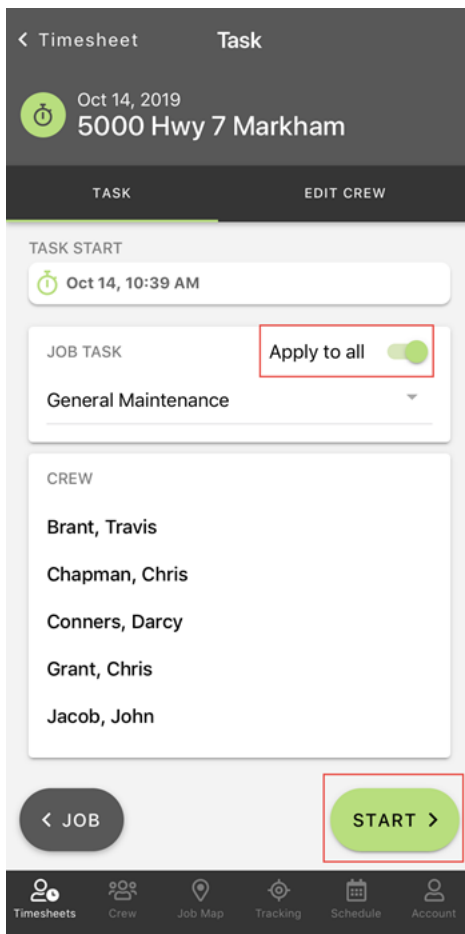 Timesheet Task
Oct 14, 2019
5000 Hwy 7 Markham
TASK EDIT CREW
TASK START
Oct 14, 10:39 AM
JOB TASK Apply to all
General Maintenance
CREW
Brant, Travis
Chapman, Chris
Conners, Darcy
Grant, Chris
Jacob, John
JOB START
Timesheets Crew Job Map Tracking Schedule Account